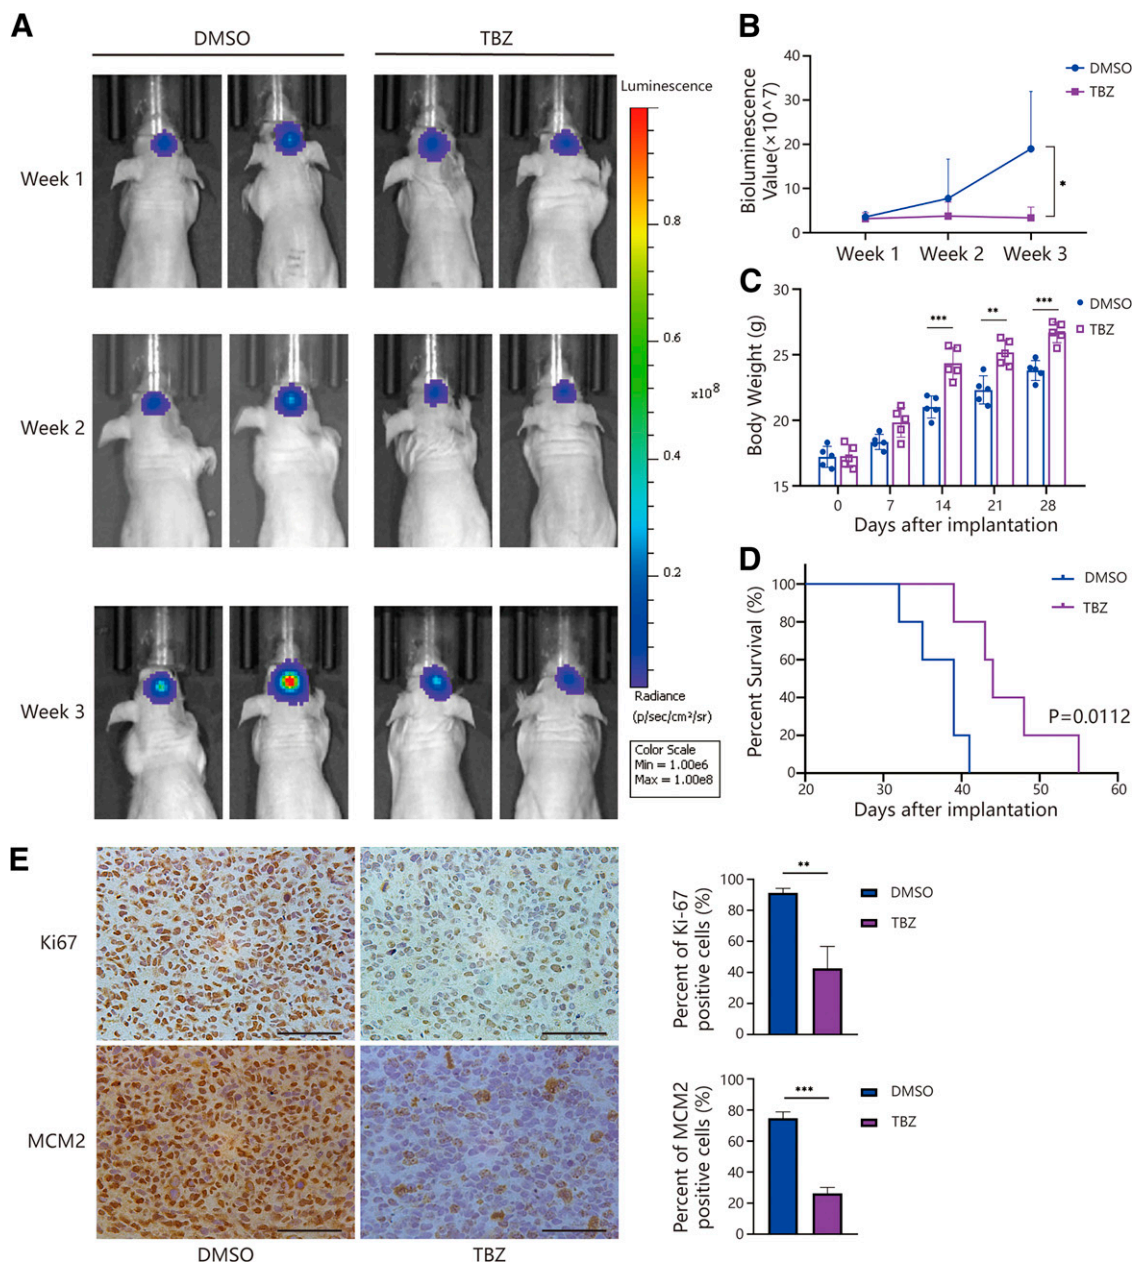 A
DMSO
TBZ
Week 1
Week 2
Week 3
Luminescence
0.8
0.6
x10⁸
0.4
0.2
Radiance
(p/sec/cm²/sr)
Color Scale
Min = 1.00e6
Max = 1.00e8
B
Bioluminescence
Value(×10^7)
40
30
20
10
0
Week 1 Week 2 Week 3
DMSO
TBZ
*
C
Body Weight (g)
30
25
20
15
0 7 14 21 28
Days after implantation
*** ** ***
DMSO
TBZ
D
Percent Survival (%)
100
80
60
40
20
0
20 30 40 50 60
Days after implantation
DMSO
TBZ
P=0.0112
E
Ki67
MCM2
DMSO
TBZ
Percent of Ki-67
positive cells (%)
100
80
60
40
20
0
**
DMSO
TBZ
Percent of MCM2
positive cells (%)
100
80
60
40
20
0
***
DMSO
TBZ